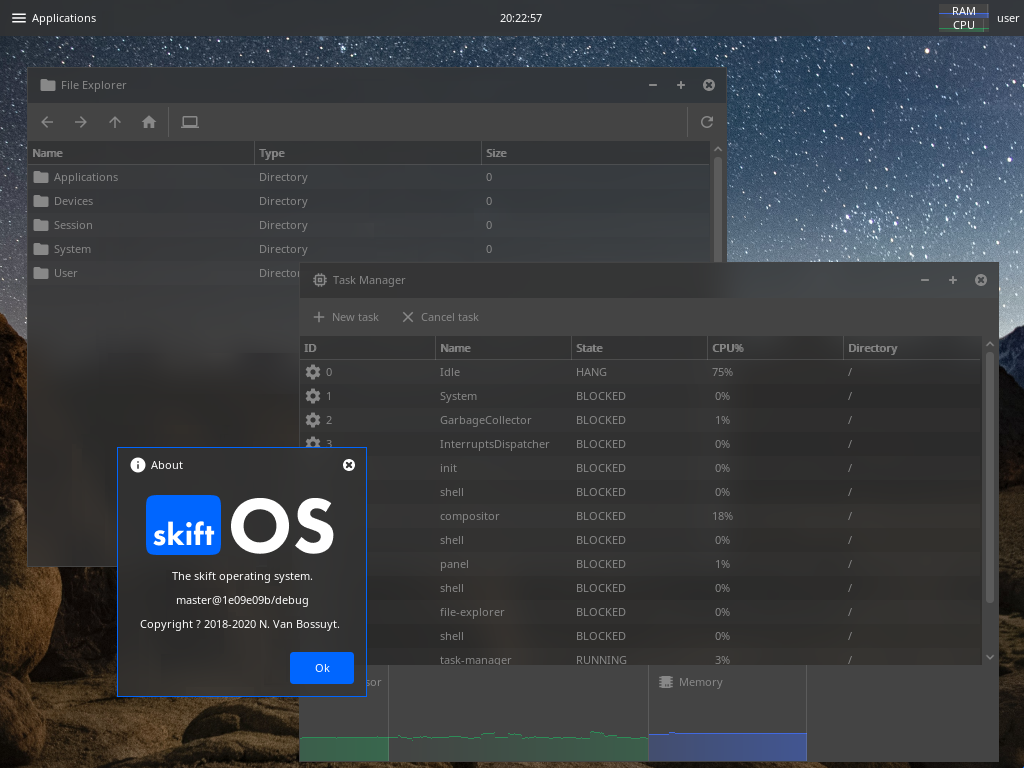 Applications
20:22:57
RAM
CPU
user
File Explorer
Name Type Size
Applications Directory 0
Devices Directory 0
Session Directory 0
System Directory 0
User
Task Manager
New task Cancel task
ID Name State CPU% Directory
0 Idle HANG 75% /
1 System BLOCKED 0% /
2 GarbageCollector BLOCKED 1% /
3 InterruptsDispatcher BLOCKED 0% /
init BLOCKED 0% /
shell BLOCKED 0% /
compositor BLOCKED 18% /
shell BLOCKED 0% /
panel BLOCKED 1% /
shell BLOCKED 0% /
file-explorer BLOCKED 0% /
shell BLOCKED 0% /
task-manager RUNNING 3% /
Memory
About
skift OS
The skift operating system.
master@1e09e09b/debug
Copyright ? 2018-2020 N. Van Bossuyt.
Ok